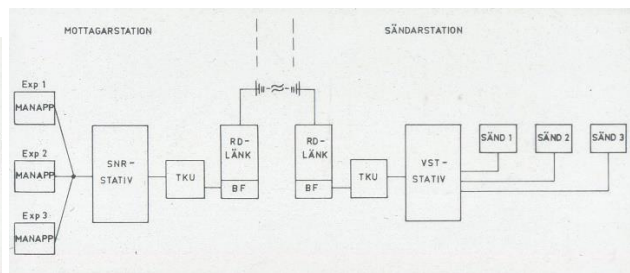 MOTTAGARSTATION
SÄNDARSTATION
Exp 1
MANAPP
Exp 2
MANAPP
Exp 3
MANAPP
SNR-
STATIV
TKU
RD-
LÄNK
BF
RD-
LÄNK
BF
TKU
VST-
STATIV
SÄND 1
SÄND 2
SÄND 3